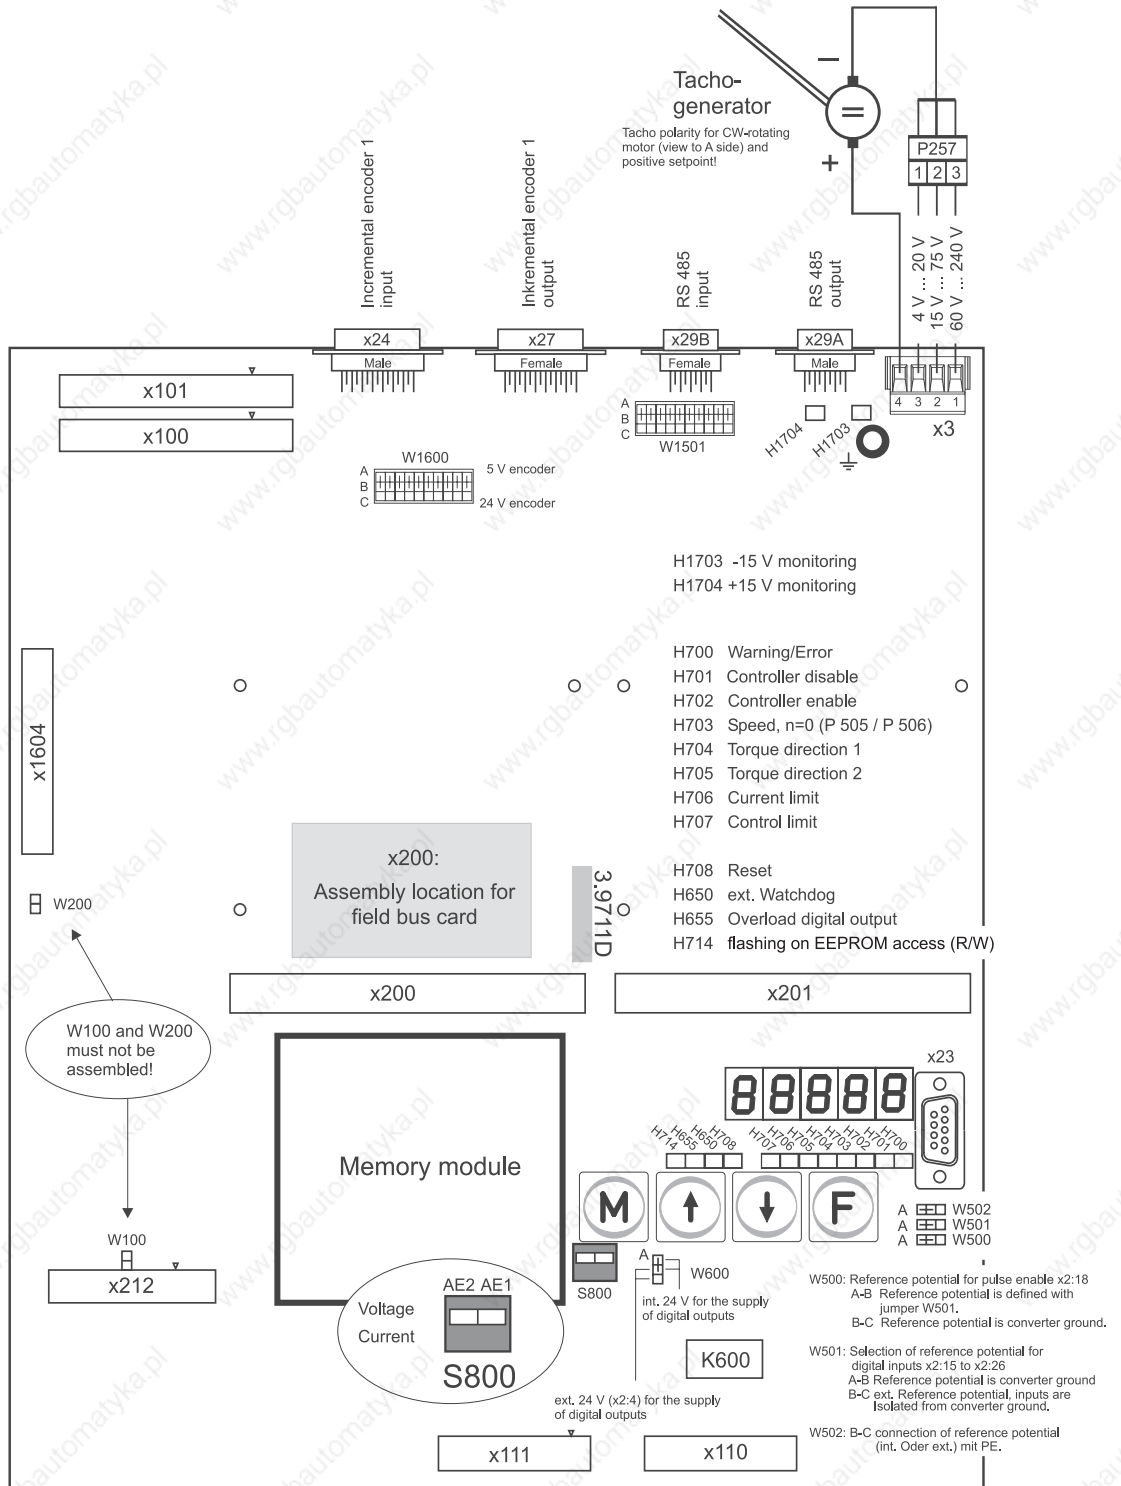 Tacho-
generator
Tacho polarity for CW-rotating
motor (view to A side) and
positive setpoint!
−
=
+
P257
1 2 3
4 V ... 20 V
15 V ... 75 V
60 V ... 240 V
Incremental encoder 1
input
Inkremental encoder 1
output
RS 485
input
RS 485
output
x24
Male
x27
Female
x29B
Female
x29A
Male
4 3 2 1
x3
x101
x100
A
B
C
W1501
H1704
H1703
W1600
A
B
C
5 V encoder
24 V encoder
H1703 -15 V monitoring
H1704 +15 V monitoring
H700 Warning/Error
H701 Controller disable
H702 Controller enable
H703 Speed, n=0 (P 505 / P 506)
H704 Torque direction 1
H705 Torque direction 2
H706 Current limit
H707 Control limit
H708 Reset
H650 ext. Watchdog
H655 Overload digital output
H714 flashing on EEPROM access (R/W)
x1604
W200
x200:
Assembly location for
field bus card
3.9711D
x200
x201
W100 and W200
must not be
assembled!
Memory module
x23
88888
H714 H655 H650 H708 H707 H706 H705 H704 H703 H702 H701 H700
M
F
A W502
A W501
A W500
W100
x212
S800
A
W600
int. 24 V for the supply
of digital outputs
AE2 AE1
Voltage
Current
S800
K600
ext. 24 V (x2:4) for the supply
of digital outputs
W500: Reference potential for pulse enable x2:18
A-B Reference potential is defined with
jumper W501.
B-C Reference potential is converter ground.
W501: Selection of reference potential for
digital inputs x2:15 to x2:26
A-B Reference potential is converter ground
B-C ext. Reference potential, inputs are
Isolated from converter ground.
W502: B-C connection of reference potential
(int. Oder ext.) mit PE.
x111
x110
www.rgbautomatyka.pl